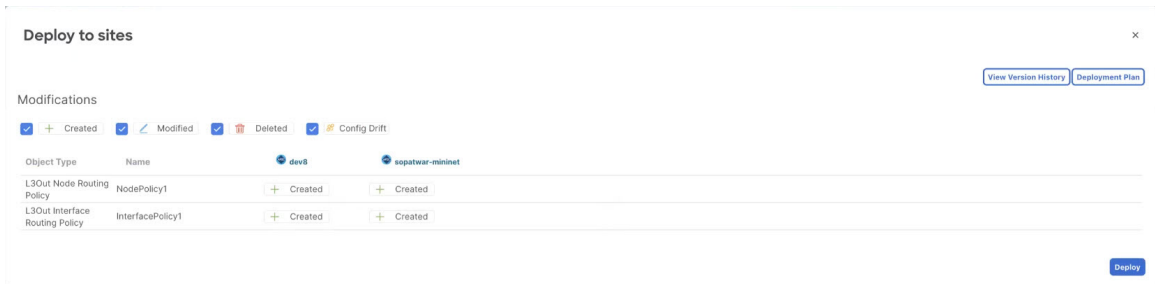 Deploy to sites
View Version History Deployment Plan
Modifications
Created Modified Deleted Config Drift
Object Type Name dev8 sopatwar-mininet
L3Out Node Routing Policy NodePolicy1 Created Created
L3Out Interface Routing Policy InterfacePolicy1 Created Created
Deploy